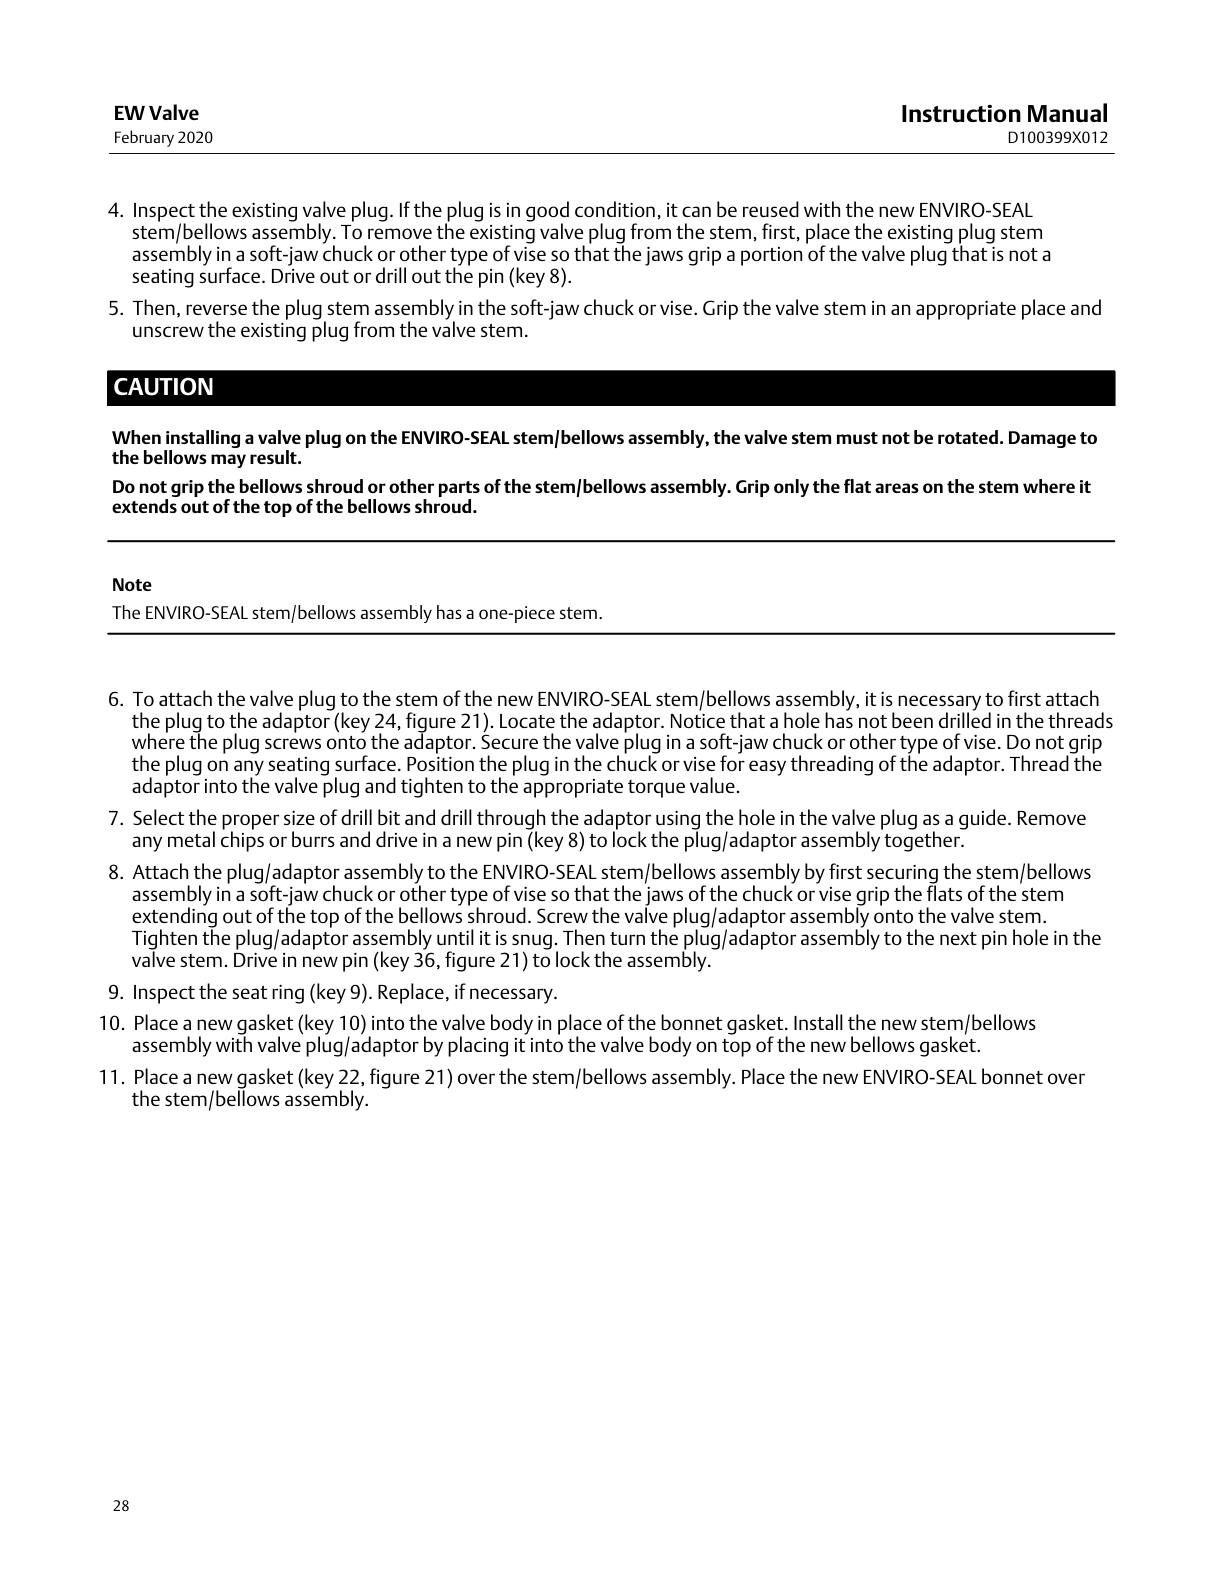 EW Valve
February 2020
Instruction Manual
D100399X012
4. Inspect the existing valve plug. If the plug is in good condition, it can be reused with the new ENVIRO-SEAL
stem/bellows assembly. To remove the existing valve plug from the stem, first, place the existing plug stem
assembly in a soft-jaw chuck or other type of vise so that the jaws grip a portion of the valve plug that is not a
seating surface. Drive out or drill out the pin (key 8).
5. Then, reverse the plug stem assembly in the soft-jaw chuck or vise. Grip the valve stem in an appropriate place and
unscrew the existing plug from the valve stem.
CAUTION
When installing a valve plug on the ENVIRO-SEAL stem/bellows assembly, the valve stem must not be rotated. Damage to
the bellows may result.
Do not grip the bellows shroud or other parts of the stem/bellows assembly. Grip only the flat areas on the stem where it
extends out of the top of the bellows shroud.
Note
The ENVIRO-SEAL stem/bellows assembly has a one-piece stem.
6. To attach the valve plug to the stem of the new ENVIRO-SEAL stem/bellows assembly, it is necessary to first attach
the plug to the adaptor (key 24, figure 21). Locate the adaptor. Notice that a hole has not been drilled in the threads
where the plug screws onto the adaptor. Secure the valve plug in a soft-jaw chuck or other type of vise. Do not grip
the plug on any seating surface. Position the plug in the chuck or vise for easy threading of the adaptor. Thread the
adaptor into the valve plug and tighten to the appropriate torque value.
7. Select the proper size of drill bit and drill through the adaptor using the hole in the valve plug as a guide. Remove
any metal chips or burrs and drive in a new pin (key 8) to lock the plug/adaptor assembly together.
8. Attach the plug/adaptor assembly to the ENVIRO-SEAL stem/bellows assembly by first securing the stem/bellows
assembly in a soft-jaw chuck or other type of vise so that the jaws of the chuck or vise grip the flats of the stem
extending out of the top of the bellows shroud. Screw the valve plug/adaptor assembly onto the valve stem.
Tighten the plug/adaptor assembly until it is snug. Then turn the plug/adaptor assembly to the next pin hole in the
valve stem. Drive in new pin (key 36, figure 21) to lock the assembly.
9. Inspect the seat ring (key 9). Replace, if necessary.
10. Place a new gasket (key 10) into the valve body in place of the bonnet gasket. Install the new stem/bellows
assembly with valve plug/adaptor by placing it into the valve body on top of the new bellows gasket.
11. Place a new gasket (key 22, figure 21) over the stem/bellows assembly. Place the new ENVIRO-SEAL bonnet over
the stem/bellows assembly.
28